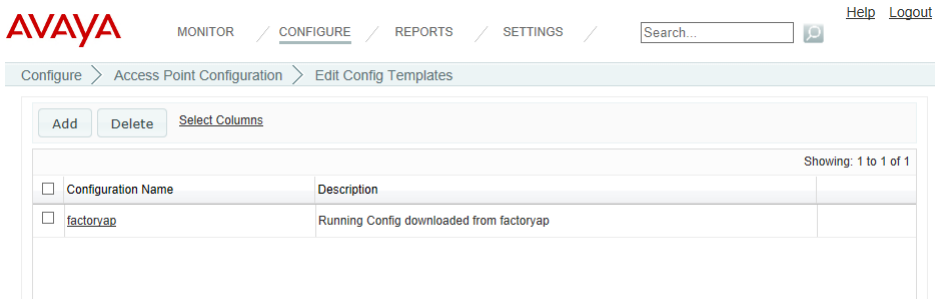 Help Logout
AVAYA MONITOR / CONFIGURE / REPORTS / SETTINGS / Search...
Configure > Access Point Configuration > Edit Config Templates
Add Delete Select Columns
Showing: 1 to 1 of 1
Configuration Name Description
factoryap Running Config downloaded from factoryap